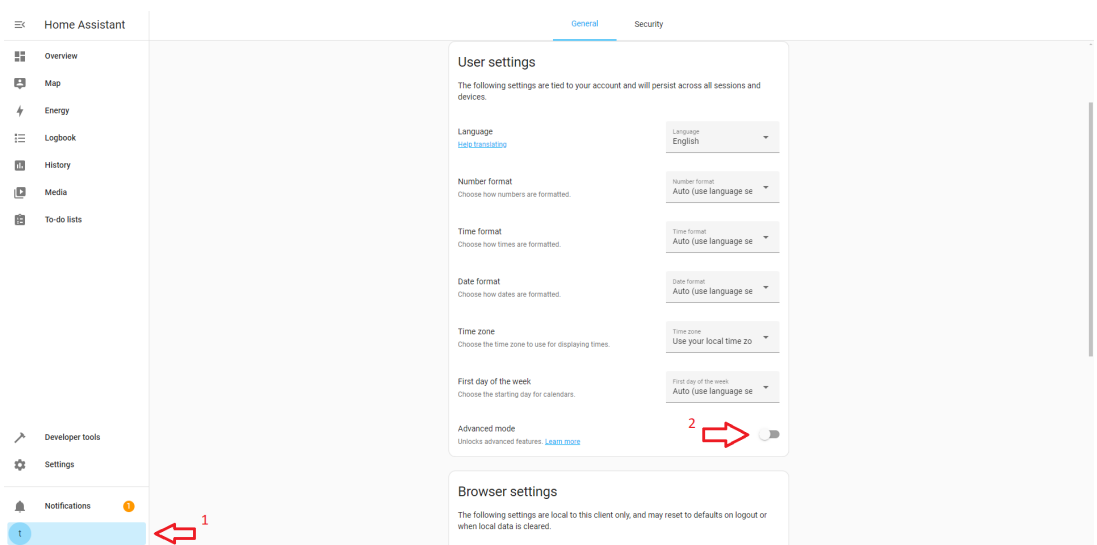 Home Assistant
General
Security
Overview
Map
Energy
Logbook
History
Media
To-do lists
Developer tools
Settings
Notifications
1
t
1
User settings
The following settings are tied to your account and will persist across all sessions and
devices.
Language
Help translating
Language
English
Number format
Choose how numbers are formatted.
Number format
Auto (use language se
Time format
Choose how times are formatted.
Time format
Auto (use language se
Date format
Choose how dates are formatted.
Date format
Auto (use language se
Time zone
Choose the time zone to use for displaying times.
Time zone
Use your local time zo
First day of the week
Choose the starting day for calendars.
First day of the week
Auto (use language se
Advanced mode
Unlocks advanced features. Learn more
2
Browser settings
The following settings are local to this client only, and may reset to defaults on logout or
when local data is cleared.